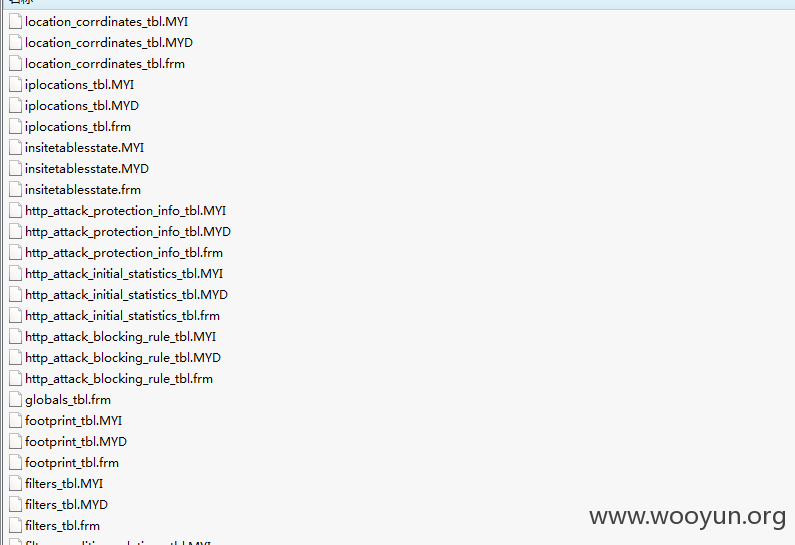 名称
location_corrdinates_tbl.MYI
location_corrdinates_tbl.MYD
location_corrdinates_tbl.frm
iplocations_tbl.MYI
iplocations_tbl.MYD
iplocations_tbl.frm
insitetablesstate.MYI
insitetablesstate.MYD
insitetablesstate.frm
http_attack_protection_info_tbl.MYI
http_attack_protection_info_tbl.MYD
http_attack_protection_info_tbl.frm
http_attack_initial_statistics_tbl.MYI
http_attack_initial_statistics_tbl.MYD
http_attack_initial_statistics_tbl.frm
http_attack_blocking_rule_tbl.MYI
http_attack_blocking_rule_tbl.MYD
http_attack_blocking_rule_tbl.frm
globals_tbl.frm
footprint_tbl.MYI
footprint_tbl.MYD
footprint_tbl.frm
filters_tbl.MYI
filters_tbl.MYD
filters_tbl.frm
www.wooyun.org